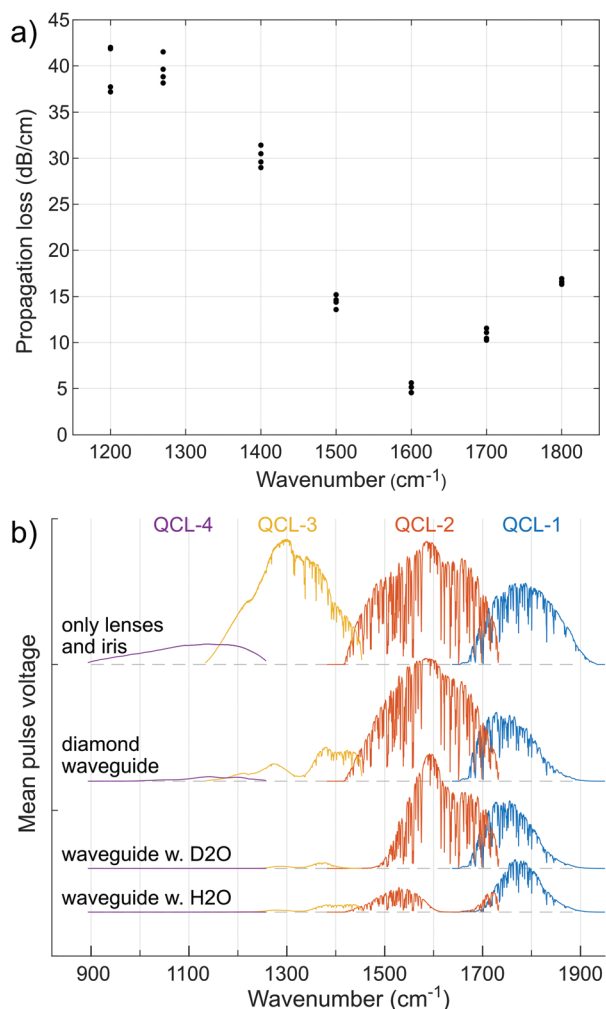 a)
45
40
35
30
25
20
15
10
5
0
Propagation loss (dB/cm)
1200 1300 1400 1500 1600 1700 1800
Wavenumber (cm-1)
b)
QCL-4 QCL-3 QCL-2 QCL-1
only lenses
and iris
diamond
waveguide
waveguide w. D2O
waveguide w. H2O
Mean pulse voltage
900 1100 1300 1500 1700 1900
Wavenumber (cm-1)